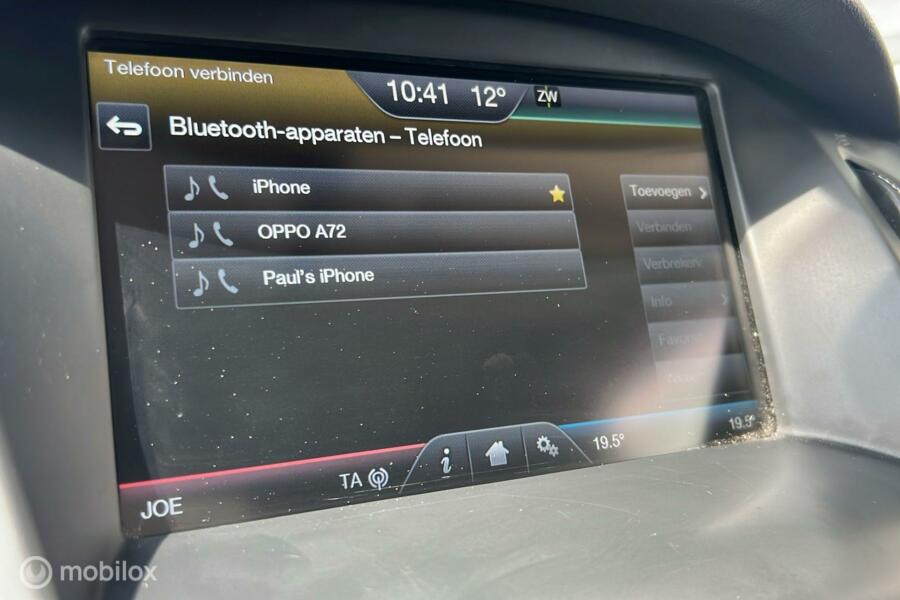 Telefoon verbinden
10:41 12° ZW
Bluetooth-apparaten – Telefoon
iPhone
Toevoegen
OPPO A72
Verbinden
Paul's iPhone
Verbreken
Info
19.5°
19.5°
TA
JOE
mobilox